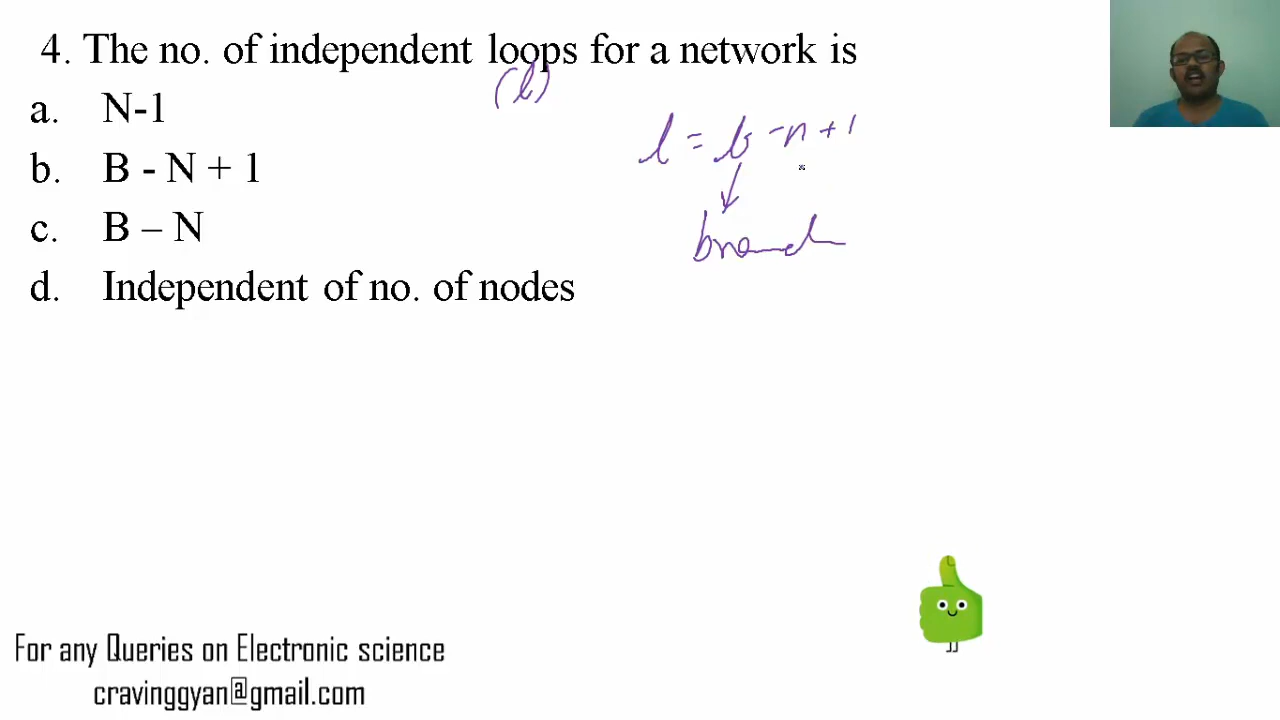 4. The no. of independent loops for a network is
(l)
a. N-1
l = b - n + 1
b. B - N + 1
c. B – N
branch
d. Independent of no. of nodes
For any Queries on Electronic science
cravinggyan@gmail.com